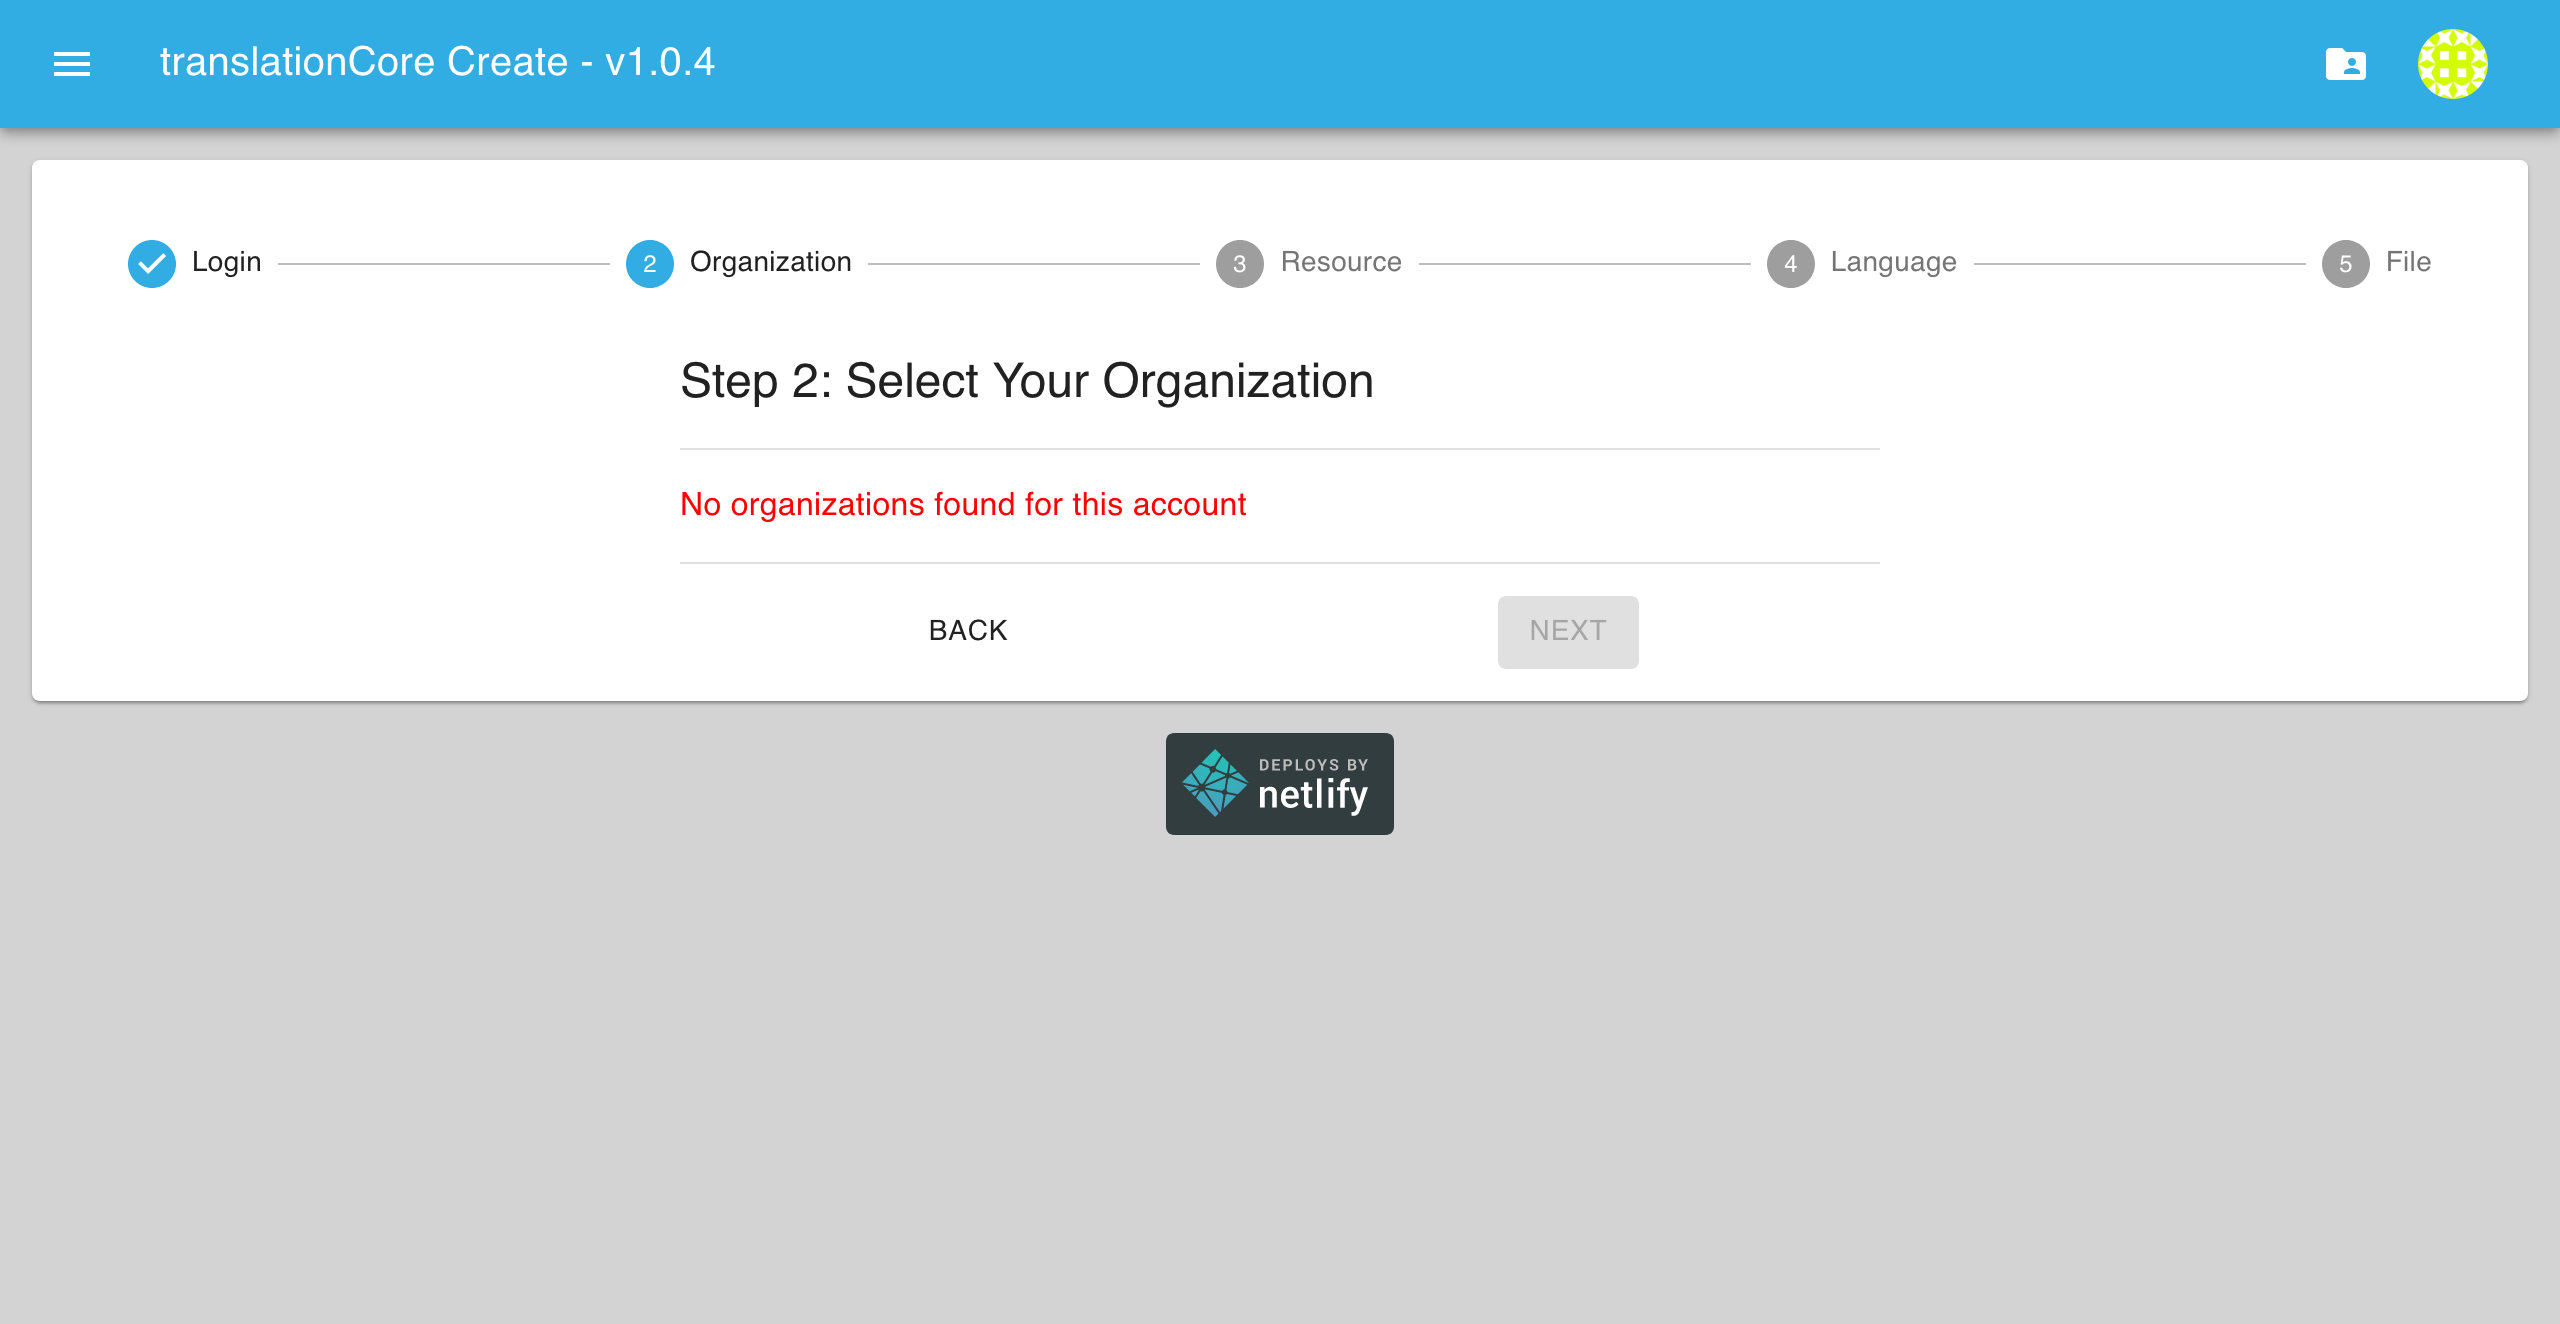 translationCore Create - v1.0.4
Login
2 Organization
3 Resource
4 Language
5 File
Step 2: Select Your Organization
No organizations found for this account
BACK
NEXT
DEPLOYS BY
netlify